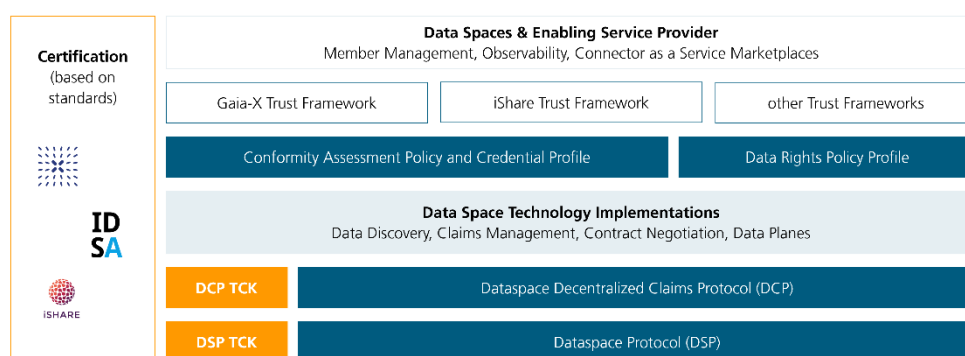 Certification
(based on
standards)
ID
SA
iSHARE
Data Spaces & Enabling Service Provider
Member Management, Observability, Connector as a Service Marketplaces
Gaia-X Trust Framework
iShare Trust Framework
other Trust Frameworks
Conformity Assessment Policy and Credential Profile
Data Rights Policy Profile
Data Space Technology Implementations
Data Discovery, Claims Management, Contract Negotiation, Data Planes
DCP TCK
Dataspace Decentralized Claims Protocol (DCP)
DSP TCK
Dataspace Protocol (DSP)